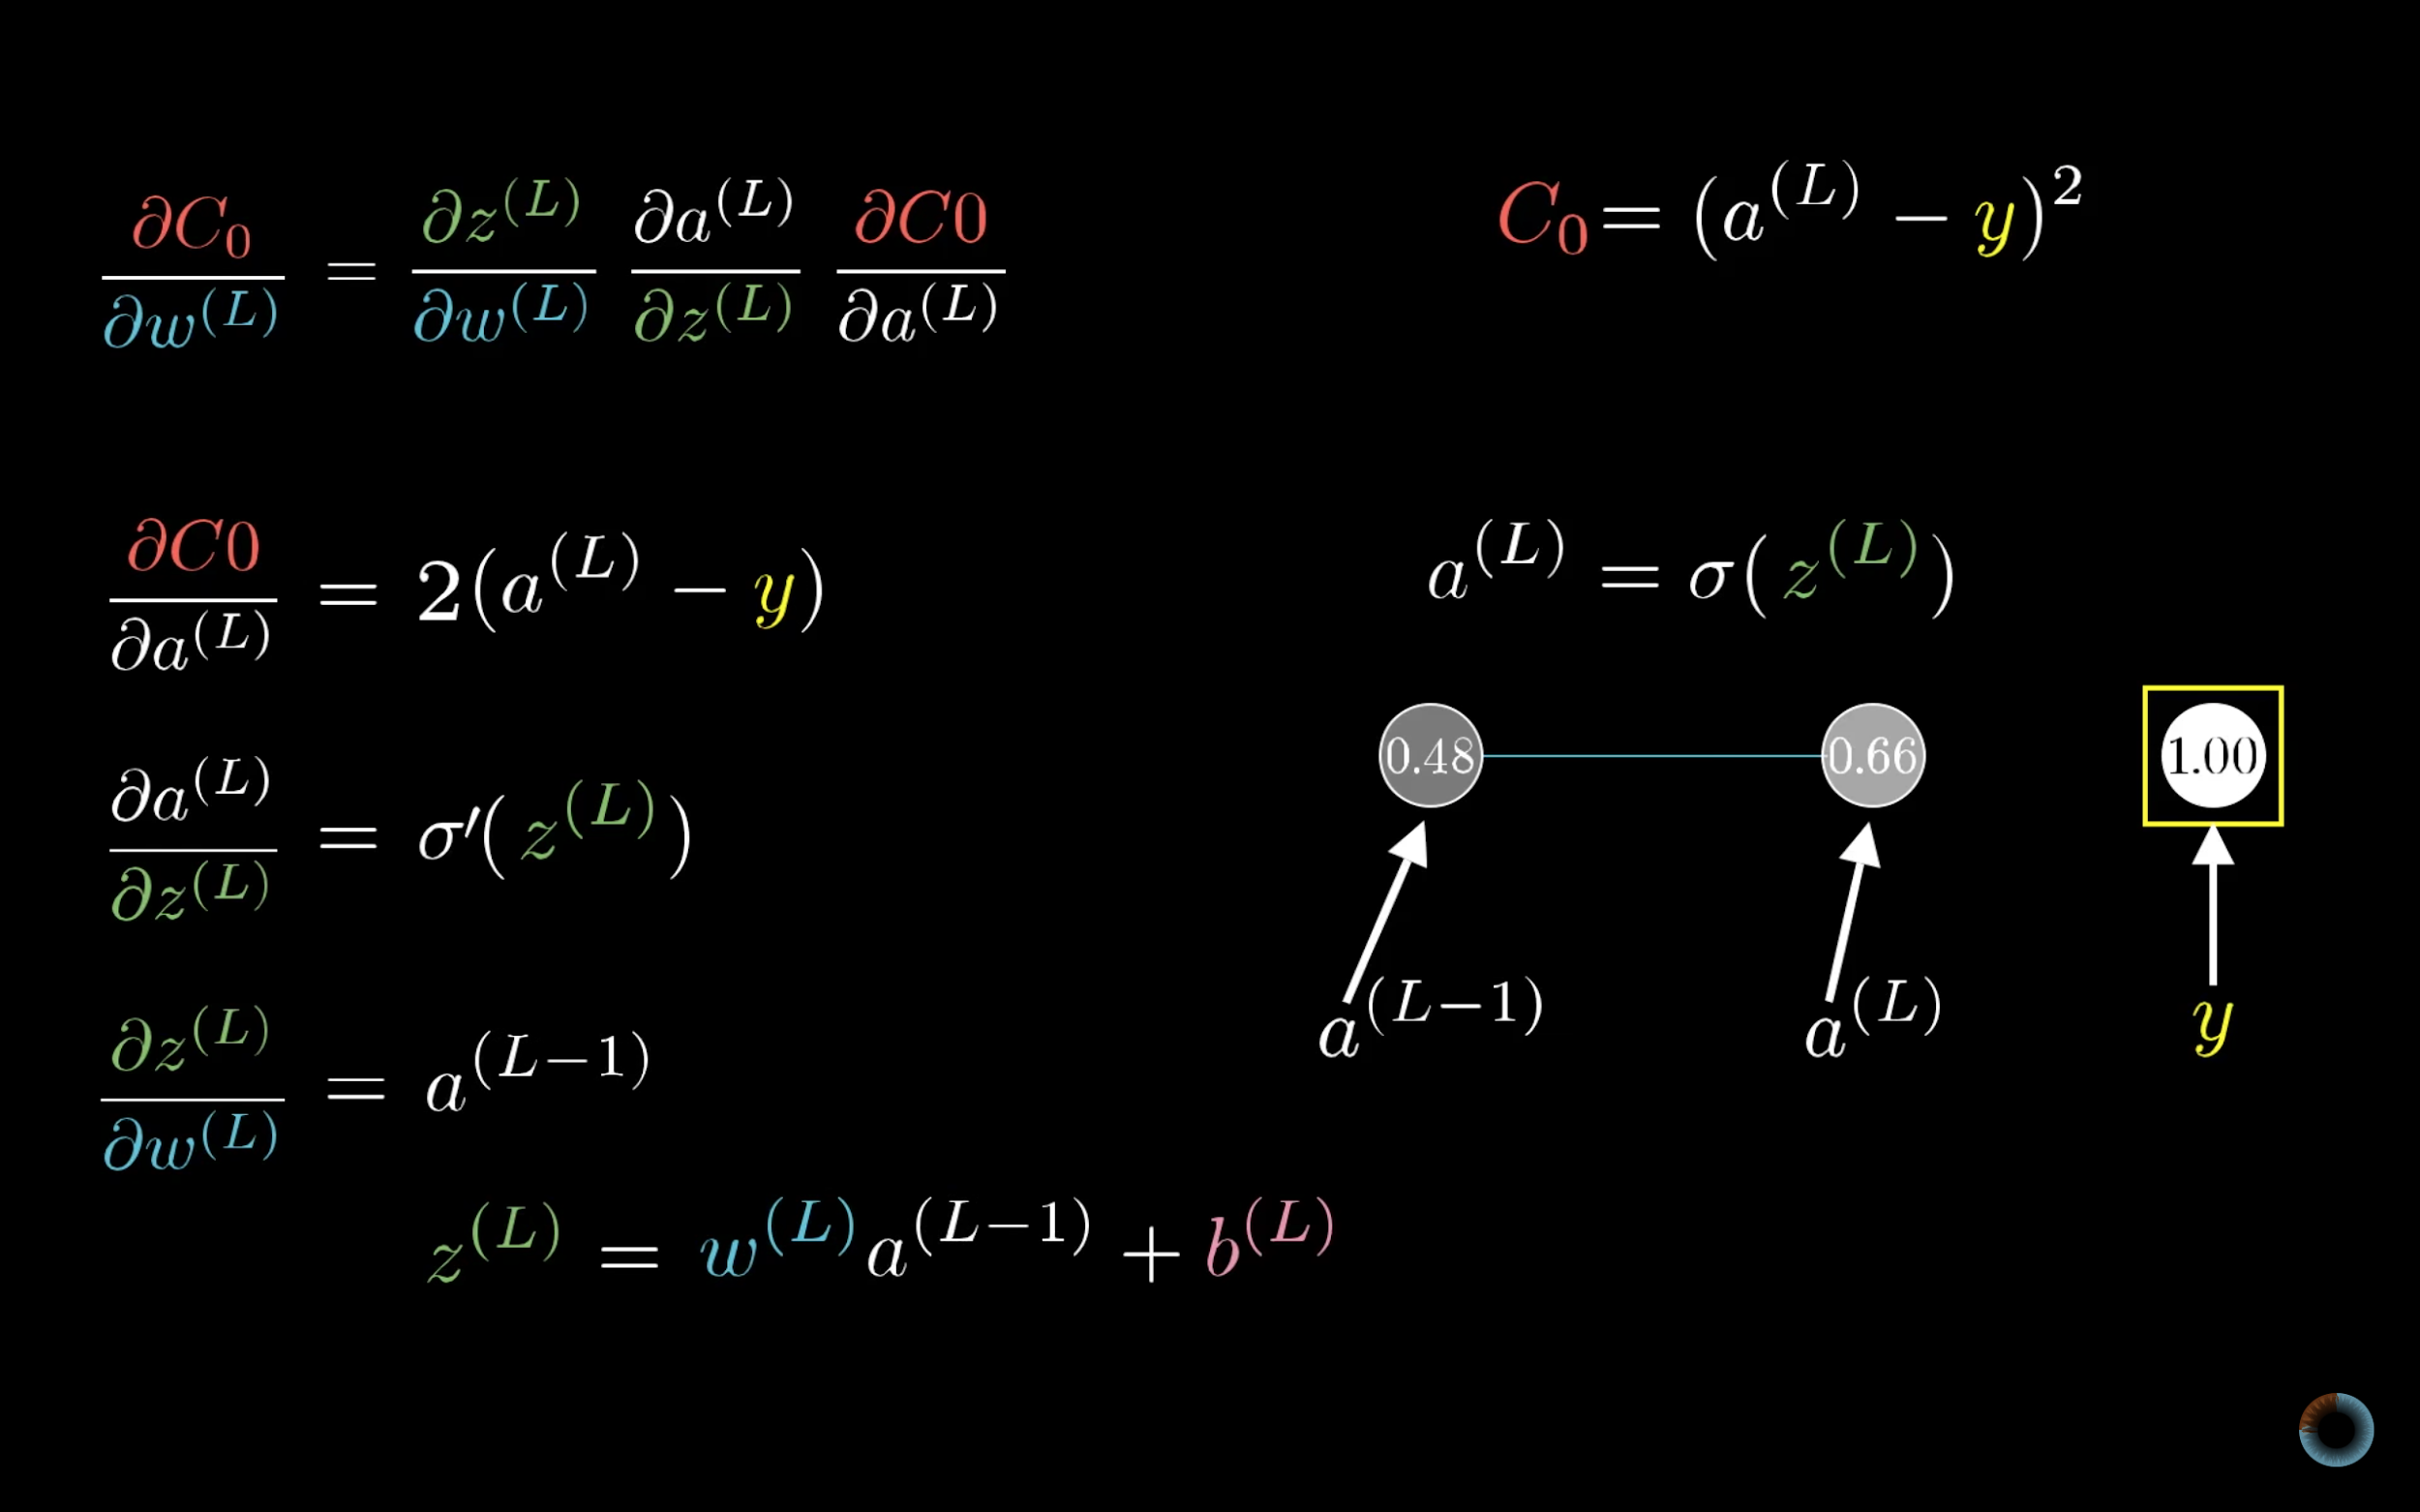 ∂C₀/∂w⁽ᴸ⁾ = ∂z⁽ᴸ⁾/∂w⁽ᴸ⁾ ∂a⁽ᴸ⁾/∂z⁽ᴸ⁾ ∂C0/∂a⁽ᴸ⁾
C₀ = (a⁽ᴸ⁾ − y)²
∂C0/∂a⁽ᴸ⁾ = 2(a⁽ᴸ⁾ − y)
a⁽ᴸ⁾ = σ(z⁽ᴸ⁾)
0.48 0.66 1.00
∂a⁽ᴸ⁾/∂z⁽ᴸ⁾ = σ′(z⁽ᴸ⁾)
a⁽ᴸ⁻¹⁾ a⁽ᴸ⁾ y
∂z⁽ᴸ⁾/∂w⁽ᴸ⁾ = a⁽ᴸ⁻¹⁾
z⁽ᴸ⁾ = w⁽ᴸ⁾a⁽ᴸ⁻¹⁾ + b⁽ᴸ⁾